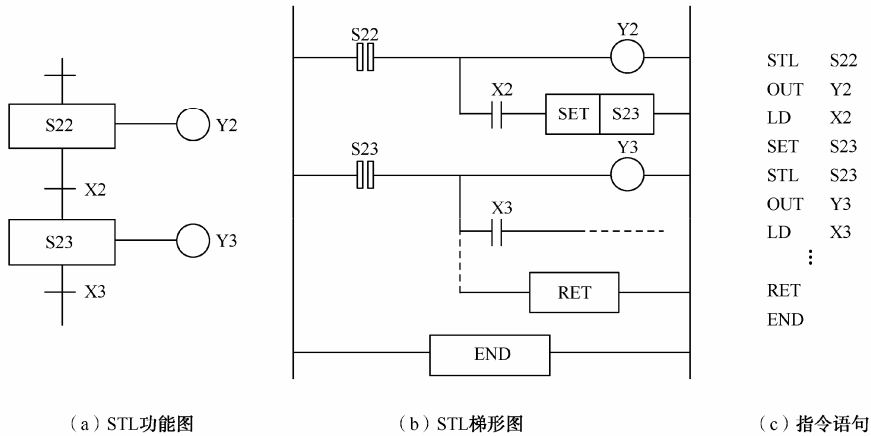 S22
Y2
X2
S23
Y3
X3
(a)STL功能图
S22
Y2
X2
SET S23
S23
Y3
X3
RET
END
(b)STL梯形图
STL S22
OUT Y2
LD X2
SET S23
STL S23
OUT Y3
LD X3
⋮
RET
END
(c)指令语句